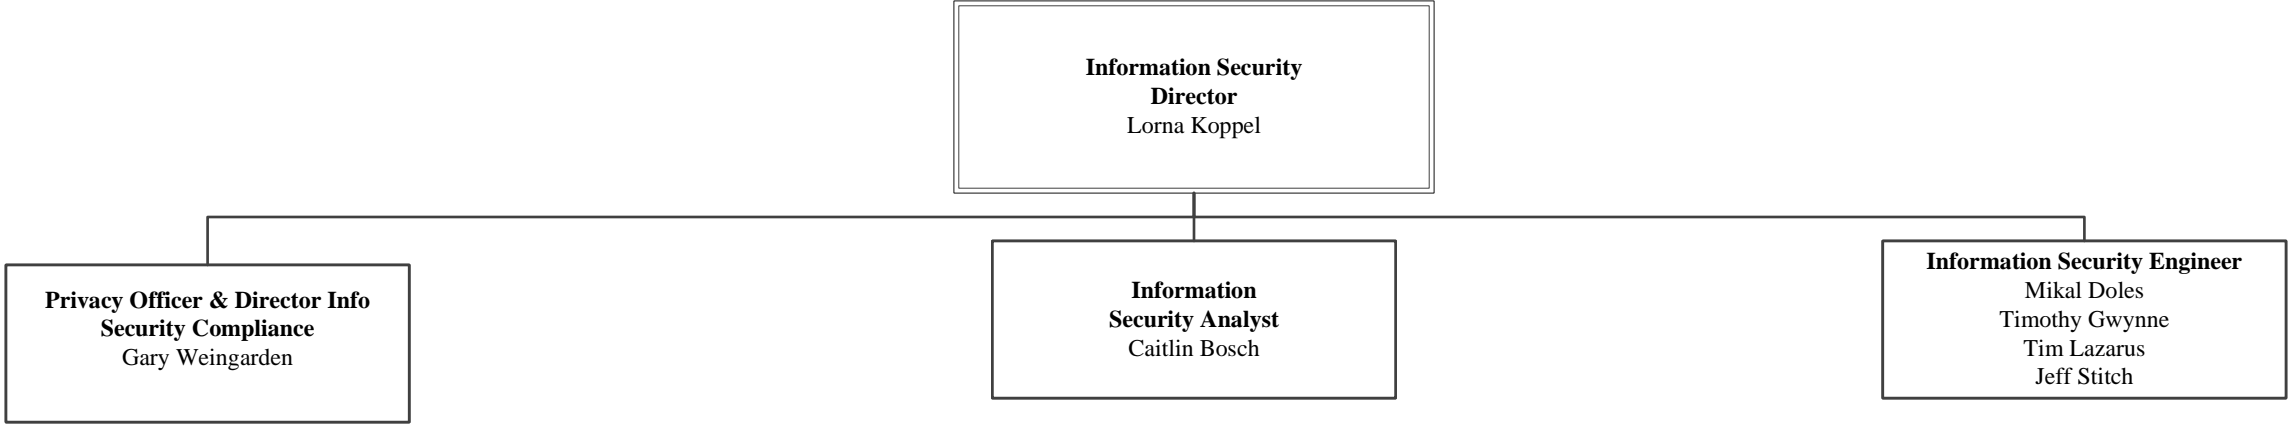 Information Security
Director
Lorna Koppel
Privacy Officer & Director Info
Security Compliance
Gary Weingarden
Information
Security Analyst
Caitlin Bosch
Information Security Engineer
Mikal Doles
Timothy Gwynne
Tim Lazarus
Jeff Stitch